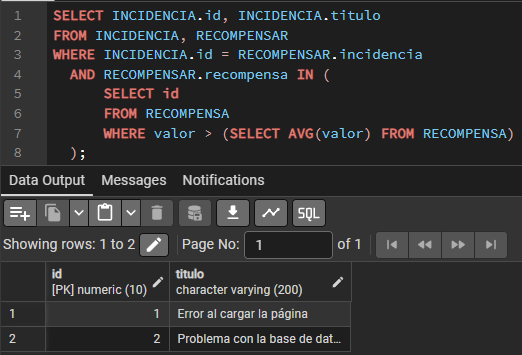 1 SELECT INCIDENCIA.id, INCIDENCIA.titulo
2 FROM INCIDENCIA, RECOMPENSAR
3 WHERE INCIDENCIA.id = RECOMPENSAR.incidencia
4 AND RECOMPENSAR.recompensa IN (
5 SELECT id
6 FROM RECOMPENSA
7 WHERE valor > (SELECT AVG(valor) FROM RECOMPENSA)
8 );
Data Output Messages Notifications
SQL
Showing rows: 1 to 2 Page No: 1 of 1
id titulo
[PK] numeric (10) character varying (200)
1 1 Error al cargar la página
2 2 Problema con la base de dat...